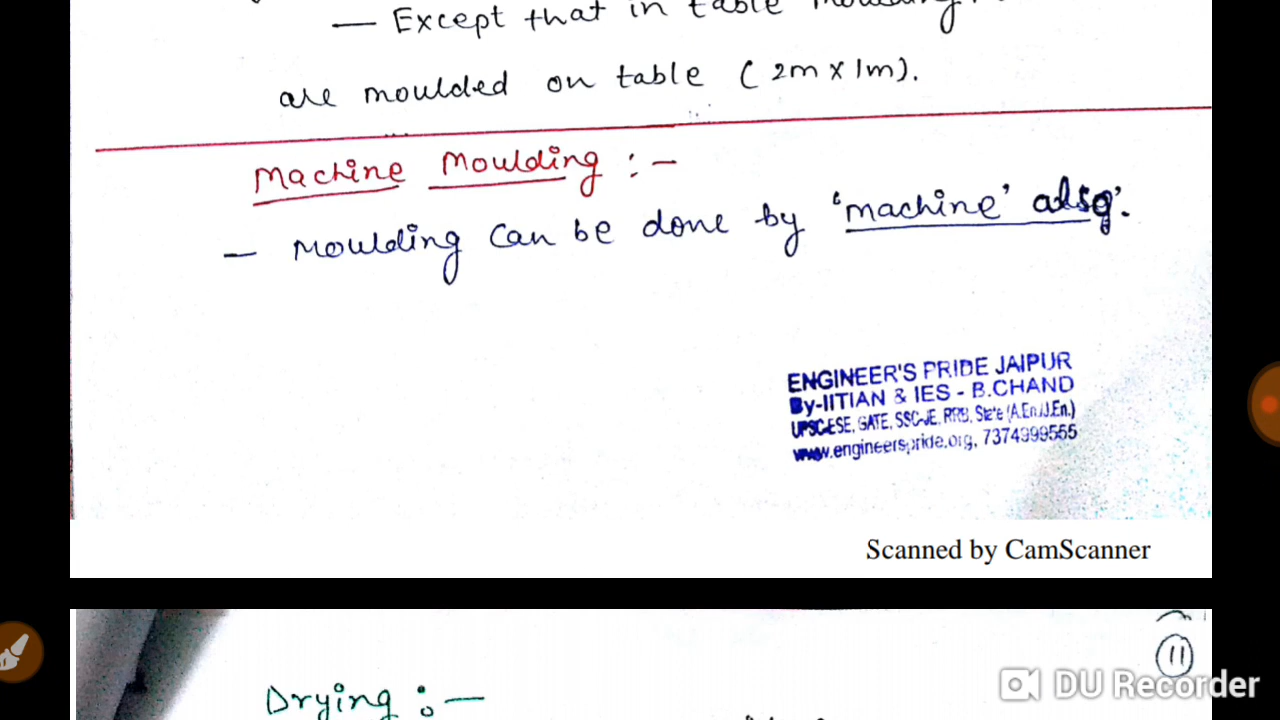 — Except that in table moulding
are moulded on table (2m x 1m).
Machine Moulding :-
— Moulding can be done by 'machine' also'.
ENGINEER'S PRIDE JAIPUR
By-IITIAN & IES - B.CHAND
UPSC-ESE, GATE, SSC-JE, RRB, State (A.En./J.En.)
www.engineerspride.org, 7374999555
Scanned by CamScanner
11
DU Recorder
Drying :—